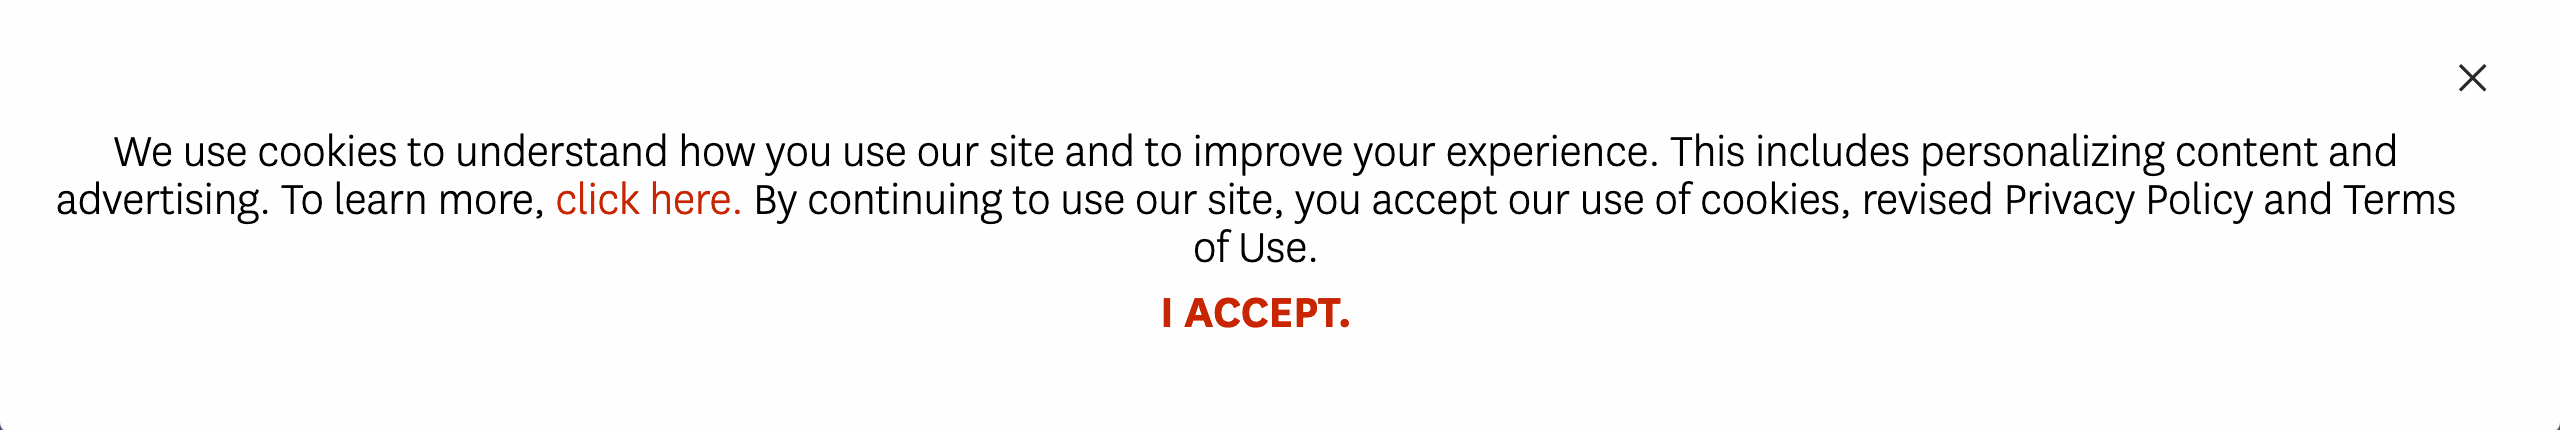 We use cookies to understand how you use our site and to improve your experience. This includes personalizing content and
advertising. To learn more, click here. By continuing to use our site, you accept our use of cookies, revised Privacy Policy and Terms
of Use.
I ACCEPT.